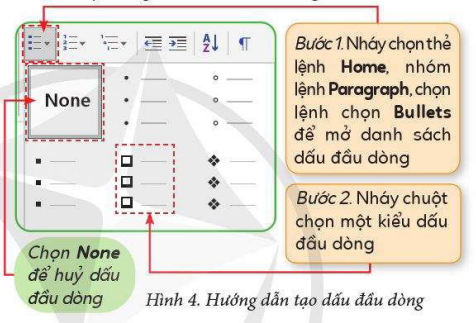 None
Bước 1. Nháy chọn thẻ
lệnh Home, nhóm
lệnh Paragraph, chọn
lệnh chọn Bullets
để mở danh sách
dấu đầu dòng
Bước 2. Nháy chuột
chọn một kiểu dấu
đầu dòng
Chọn None
để huỷ dấu
đầu dòng
Hình 4. Hướng dẫn tạo dấu đầu dòng